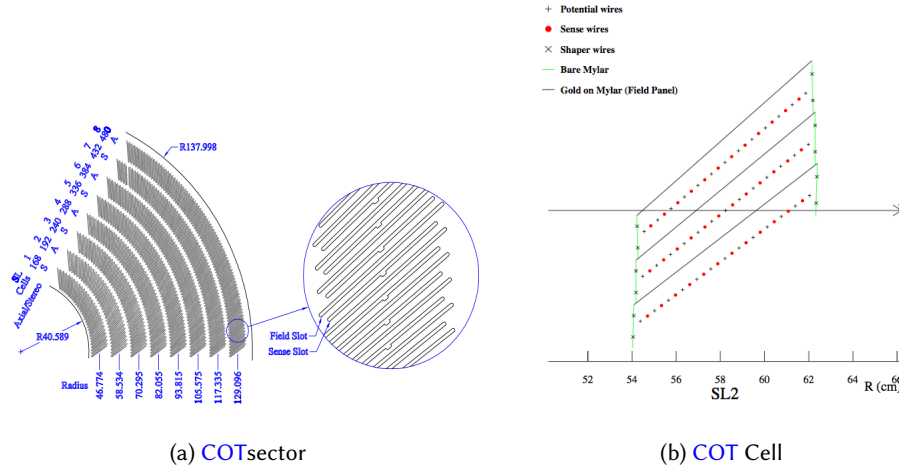 SL 1 2 3 4 5 6 7 8
Cells 168 192 240 288 336 384 432 480
Axial/Stereo S A S A S A S A
R137.998
R40.589
Field Slot
Sense Slot
Radius
46.774
58.534
70.295
82.055
93.815
105.575
117.335
129.096
(a) COTsector
+ Potential wires
Sense wires
× Shaper wires
Bare Mylar
Gold on Mylar (Field Panel)
52 54 56 58 60 62 64 66
SL2
R (cm)
(b) COT Cell